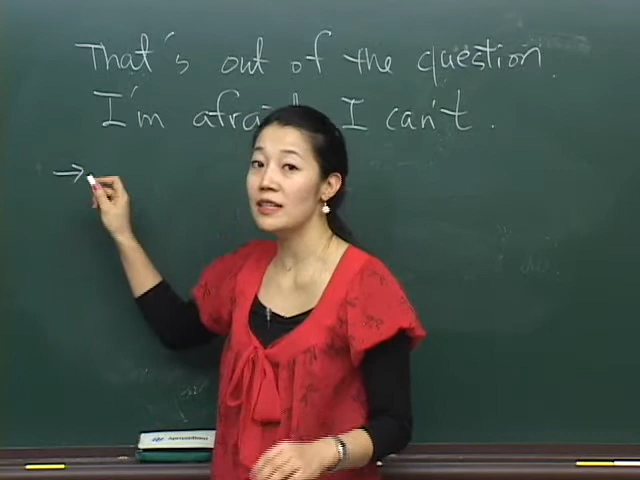 That's out of the question.
I'm afraid I can't.
→